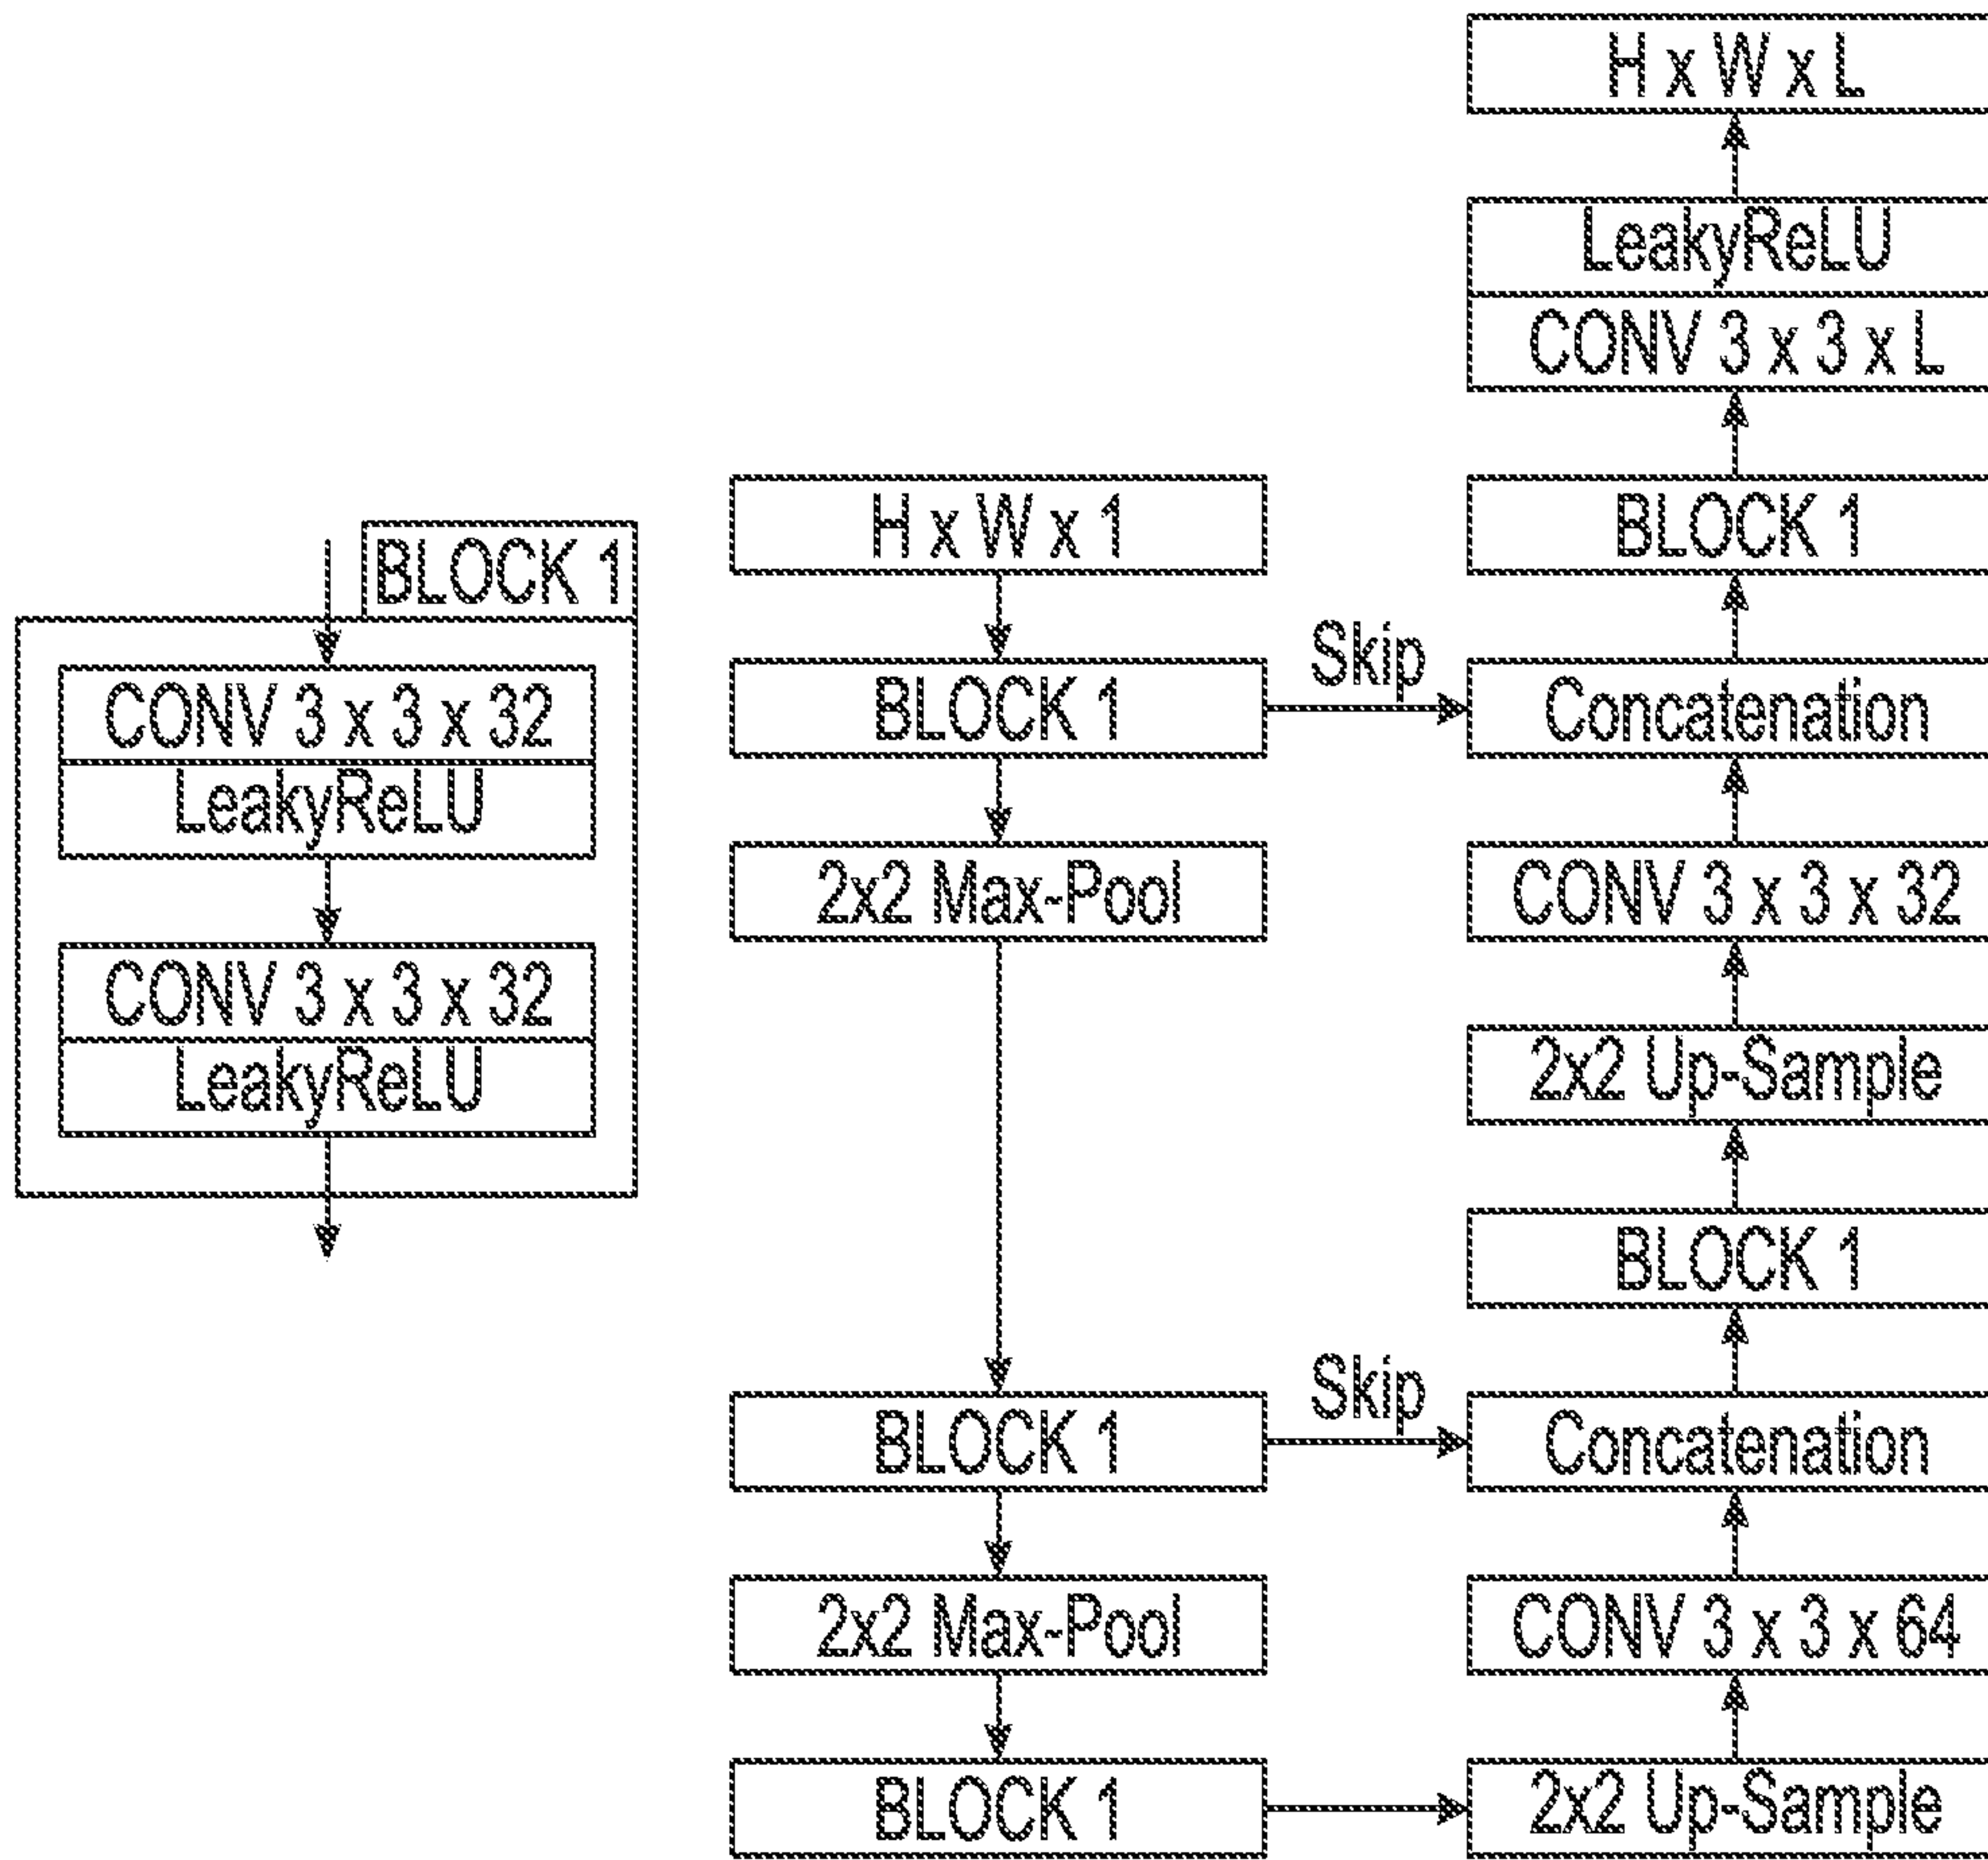 BLOCK 1
CONV 3 x 3 x 32
LeakyReLU
CONV 3 x 3 x 32
LeakyReLU
H x W x 1
BLOCK 1
Skip
2x2 Max-Pool
BLOCK 1
Skip
2x2 Max-Pool
BLOCK 1
H x W x L
LeakyReLU
CONV 3 x 3 x L
BLOCK 1
Concatenation
CONV 3 x 3 x 32
2x2 Up-Sample
BLOCK 1
Concatenation
CONV 3 x 3 x 64
2x2 Up-Sample